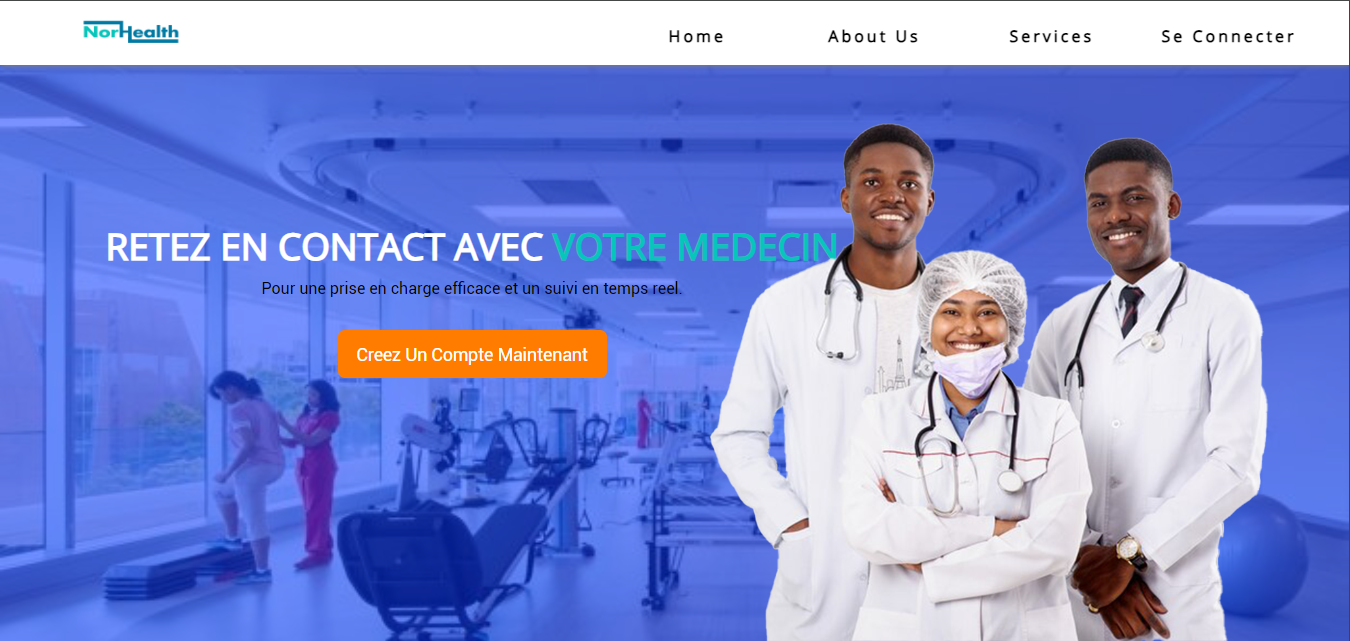 NorHealth
Home About Us Services Se Connecter
RETEZ EN CONTACT AVEC VOTRE MEDECIN
Pour une prise en charge efficace et un suivi en temps reel.
Creez Un Compte Maintenant